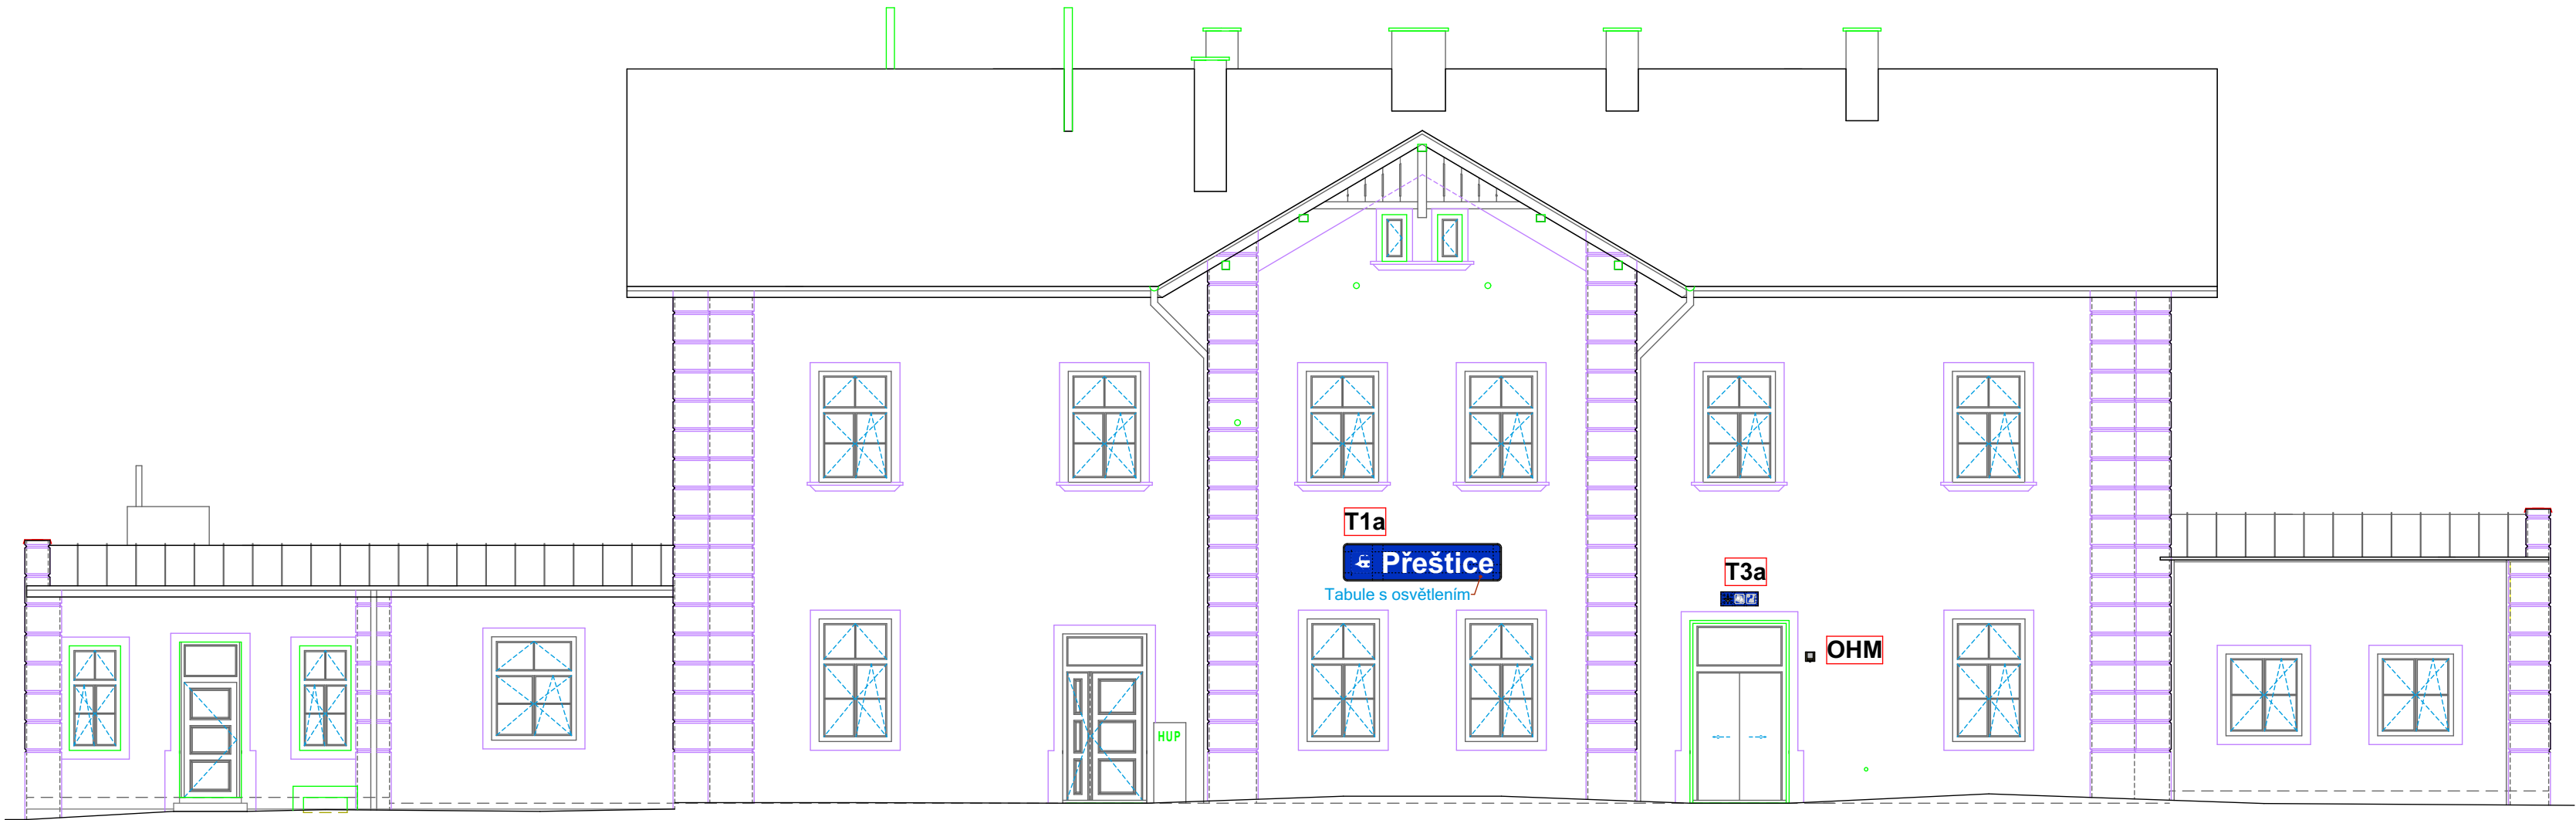 T1a
Přeštice
Tabule s osvětlením
T3a
OHM
HUP